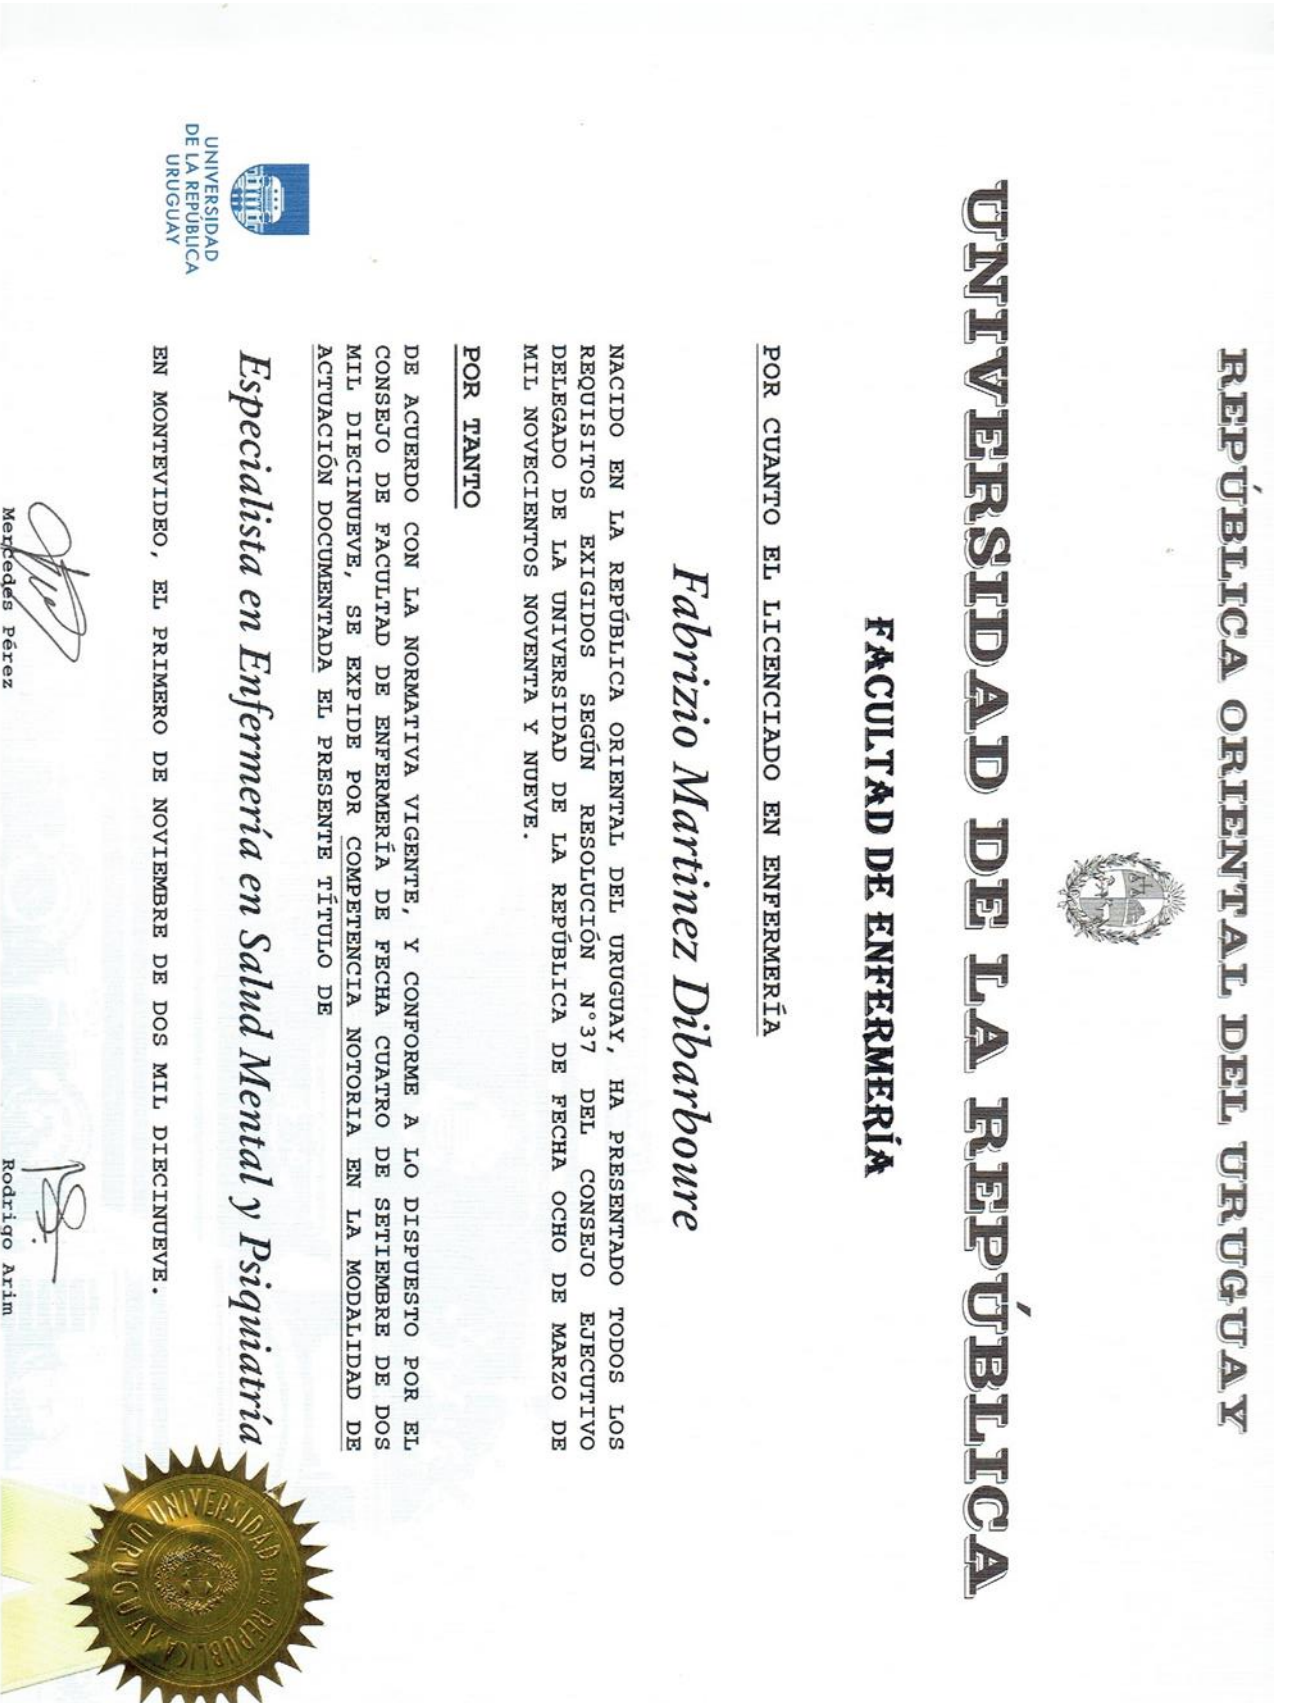 REPÚBLICA ORIENTAL DEL URUGUAY
UNIVERSIDAD DE LA REPÚBLICA
FACULTAD DE ENFERMERÍA
POR CUANTO EL LICENCIADO EN ENFERMERÍA
Fabrizio Martinez Dibarboure
NACIDO EN LA REPÚBLICA ORIENTAL DEL URUGUAY, HA PRESENTADO TODOS LOS
REQUISITOS EXIGIDOS SEGÚN RESOLUCIÓN N°37 DEL CONSEJO EJECUTIVO
DELEGADO DE LA UNIVERSIDAD DE LA REPÚBLICA DE FECHA OCHO DE MARZO DE
MIL NOVECIENTOS NOVENTA Y NUEVE.
POR TANTO
DE ACUERDO CON LA NORMATIVA VIGENTE, Y CONFORME A LO DISPUESTO POR EL
CONSEJO DE FACULTAD DE ENFERMERÍA DE FECHA CUATRO DE SETIEMBRE DE DOS
MIL DIECINUEVE, SE EXPIDE POR COMPETENCIA NOTORIA EN LA MODALIDAD DE
ACTUACIÓN DOCUMENTADA EL PRESENTE TÍTULO DE
Especialista en Enfermería en Salud Mental y Psiquiatría
EN MONTEVIDEO, EL PRIMERO DE NOVIEMBRE DE DOS MIL DIECINUEVE.
UNIVERSIDAD
DE LA REPÚBLICA
URUGUAY
Mercedes Pérez
Rodrigo Arim
UNIVERSIDAD DE LA REPUBLICA
URUGUAY